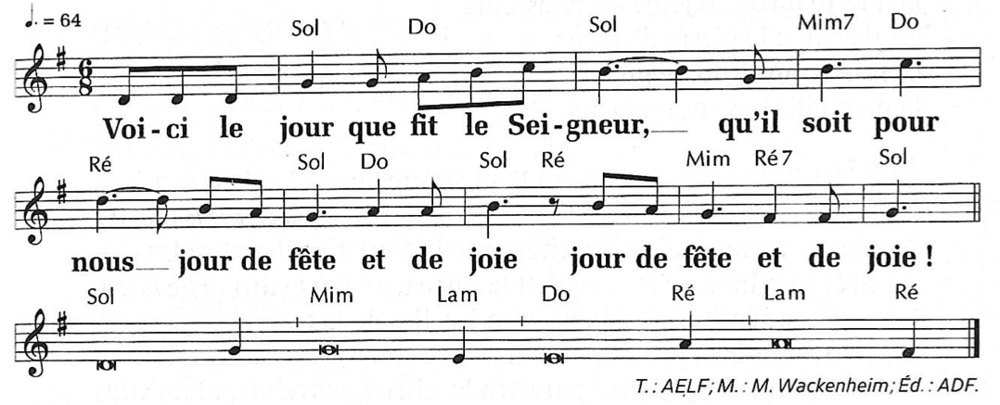 ♩. = 64
Sol Do Sol Mim7 Do
6
8
Voi - ci le jour que fit le Sei - gneur, qu'il soit pour
Ré Sol Do Sol Ré Mim Ré7 Sol
nous jour de fête et de joie jour de fête et de joie !
Sol Mim Lam Do Ré Lam Ré
T. : AELF ; M. : M. Wackenheim ; Éd. : ADF.